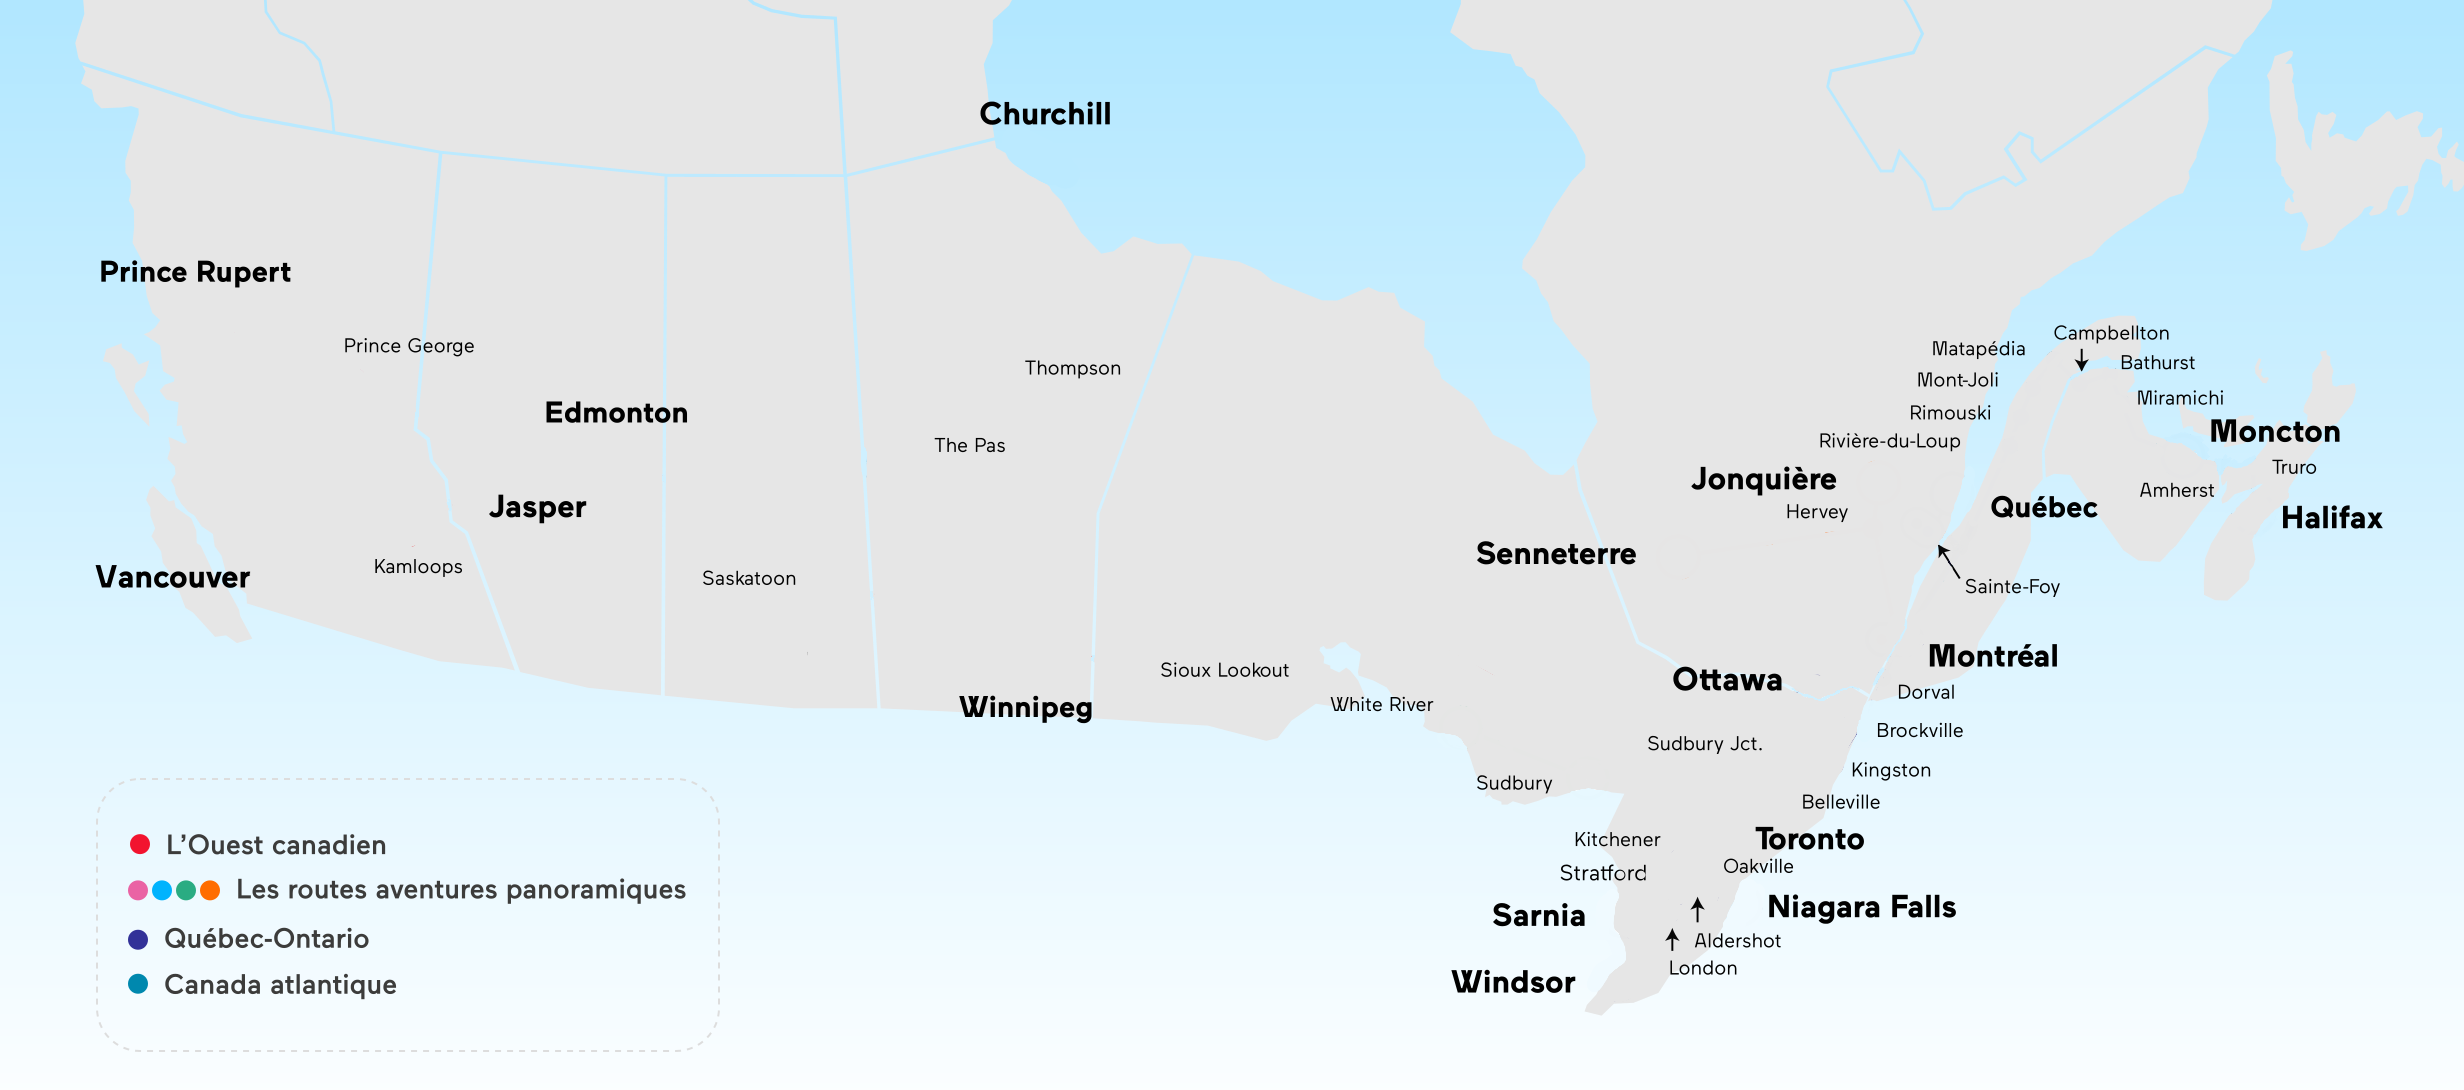 Churchill
Prince Rupert
Prince George
Edmonton
Jasper
Vancouver
Kamloops
Saskatoon
Thompson
The Pas
Winnipeg
Sioux Lookout
White River
Campbellton
Matapédia
Bathurst
Mont-Joli
Miramichi
Rimouski
Moncton
Rivière-du-Loup
Truro
Jonquière
Amherst
Québec
Hervey
Halifax
Senneterre
Sainte-Foy
Montréal
Ottawa
Dorval
Brockville
Sudbury Jct.
Kingston
Sudbury
Belleville
Kitchener
Toronto
Stratford
Oakville
Sarnia
Niagara Falls
Aldershot
London
Windsor
L’Ouest canadien
Les routes aventures panoramiques
Québec-Ontario
Canada atlantique